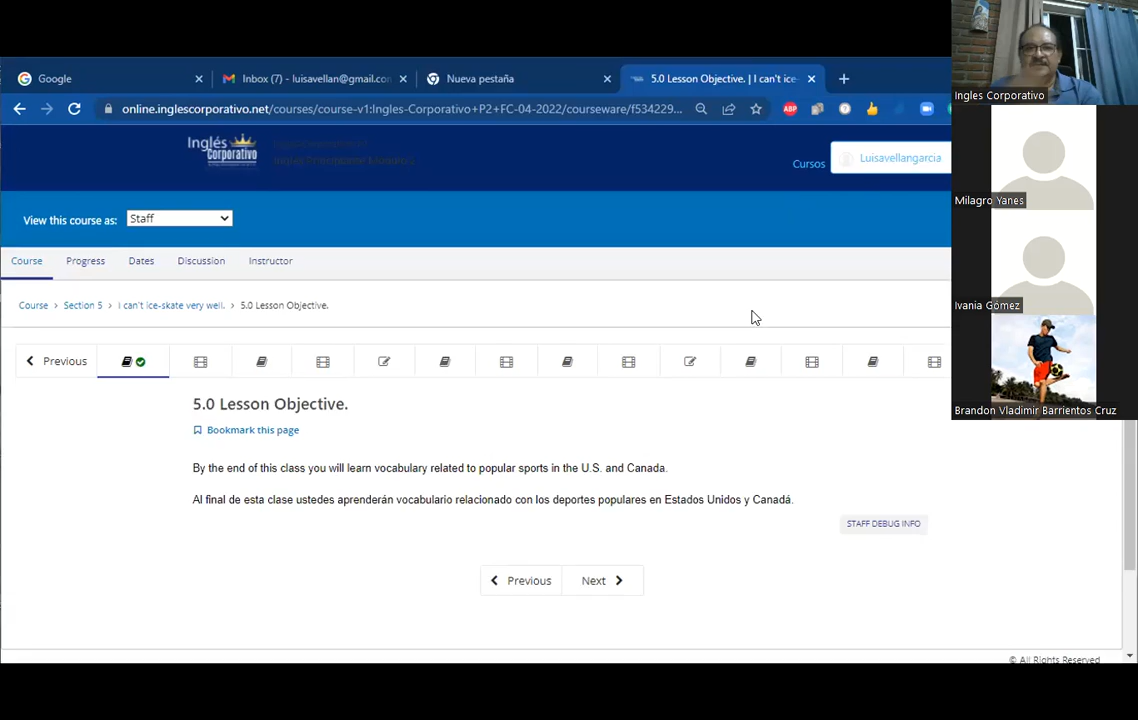 Google
Inbox (7) - luisavellan@gmail.con
Nueva pestaña
5.0 Lesson Objective. | I can't ice-
online.inglescorporativo.net/courses/course-v1:Ingles-Corporativo+P2+FC-04-2022/courseware/f534229...
ABP
Inglés
Corporativo
Cursos
Luisavellangarcia
View this course as:
Staff
Course
Progress
Dates
Discussion
Instructor
Course > Section 5 > I can't ice-skate very well. > 5.0 Lesson Objective.
Previous
5.0 Lesson Objective.
Bookmark this page
By the end of this class you will learn vocabulary related to popular sports in the U.S. and Canada.
Al final de esta clase ustedes aprenderán vocabulario relacionado con los deportes populares en Estados Unidos y Canadá.
STAFF DEBUG INFO
Previous
Next
© All Rights Reserved
Ingles Corporativo
Milagro Yanes
Ivania Gómez
Brandon Vladimir Barrientos Cruz